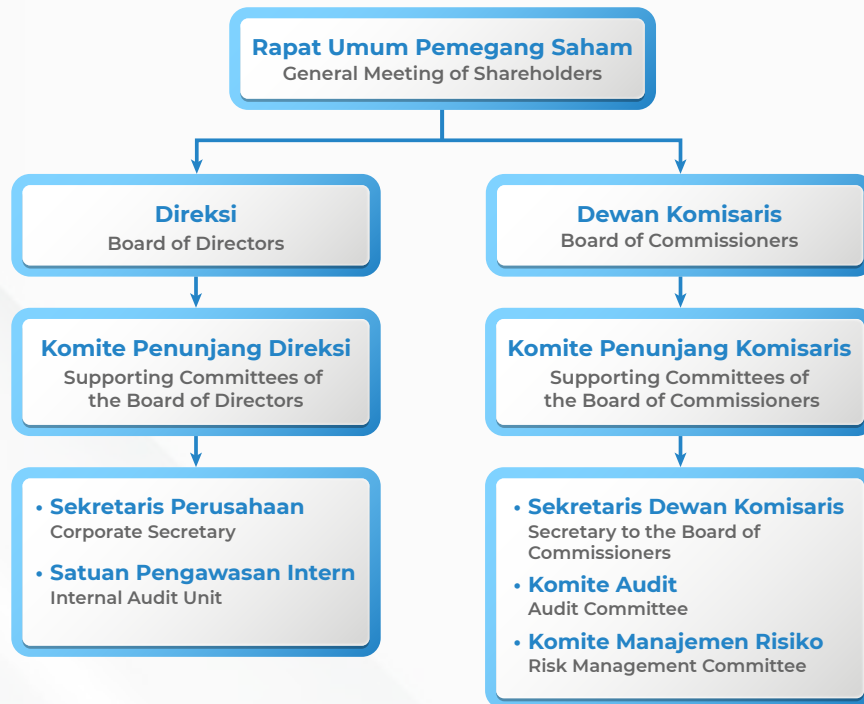 Rapat Umum Pemegang Saham
General Meeting of Shareholders
Direksi
Board of Directors
Dewan Komisaris
Board of Commissioners
Komite Penunjang Direksi
Supporting Committees of
the Board of Directors
Komite Penunjang Komisaris
Supporting Committees of
the Board of Commissioners
• Sekretaris Perusahaan
Corporate Secretary
• Satuan Pengawasan Intern
Internal Audit Unit
• Sekretaris Dewan Komisaris
Secretary to the Board of
Commissioners
• Komite Audit
Audit Committee
• Komite Manajemen Risiko
Risk Management Committee